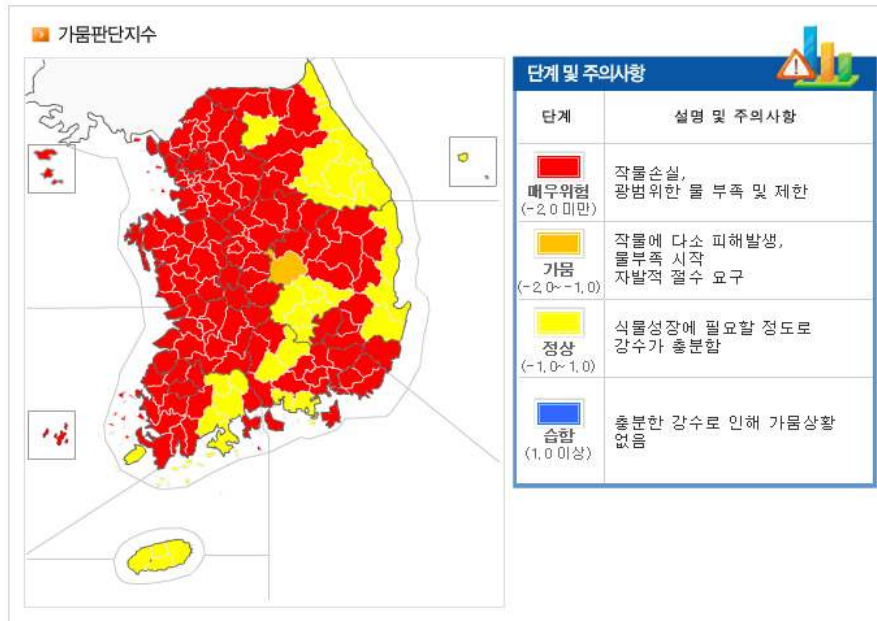 가뭄판단지수
단계 및 주의사항
단계
설명 및 주의사항
매우위험
(-2.0 미만)
작물손실,
광범위한 물 부족 및 제한
가뭄
(-2.0~-1.0)
작물에 다소 피해발생,
물부족 시작
자발적 절수 요구
정상
(-1.0~1.0)
식물성장에 필요할 정도로
강수가 충분함
습함
(1.0 이상)
충분한 강수로 인해 가뭄상황
없음